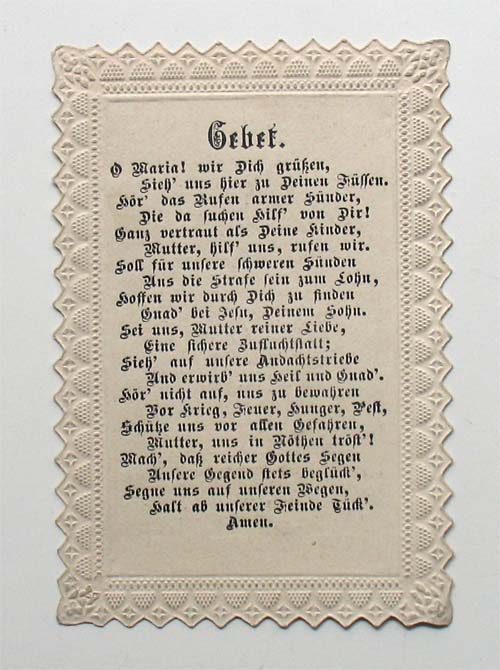 Gebet.
O Maria! wir Dich grüßen,
Sieh' uns hier zu Deinen Füssen.
Hör' das Rufen armer Sünder,
Die da suchen Hilf' von Dir!
Ganz vertraut als Deine Kinder,
Mutter, hilf' uns, rufen wir.
Soll für unsere schweren Sünden
Uns die Strafe sein zum Lohn,
Hoffen wir durch Dich zu finden
Gnad' bei Jesu, Deinem Sohn.
Sei uns, Mutter reiner Liebe,
Eine sichere Zufluchtstatt;
Sieh' auf unsere Andachtstriebe
Und erwirb' uns Heil und Gnad'.
Hör' nicht auf, uns zu bewahren
Vor Krieg, Feuer, Hunger, Pest,
Schütze uns vor allen Gefahren,
Mutter, uns in Nöthen tröst'!
Mach', daß reicher Gottes Segen
Unsere Gegend stets beglück',
Segne uns auf unseren Wegen,
Halt ab unserer Feinde Tück'.
Amen.